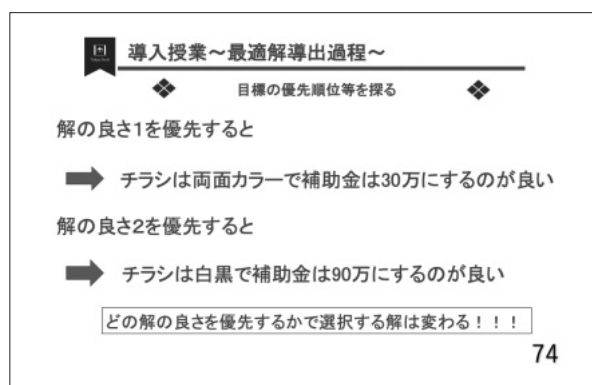 導入授業～最適解導出過程～
目標の優先順位等を探る
解の良さ1を優先すると
チラシは両面カラーで補助金は30万にするのが良い
解の良さ2を優先すると
チラシは白黒で補助金は90万にするのが良い
どの解の良さを優先するかで選択する解は変わる！！！
74